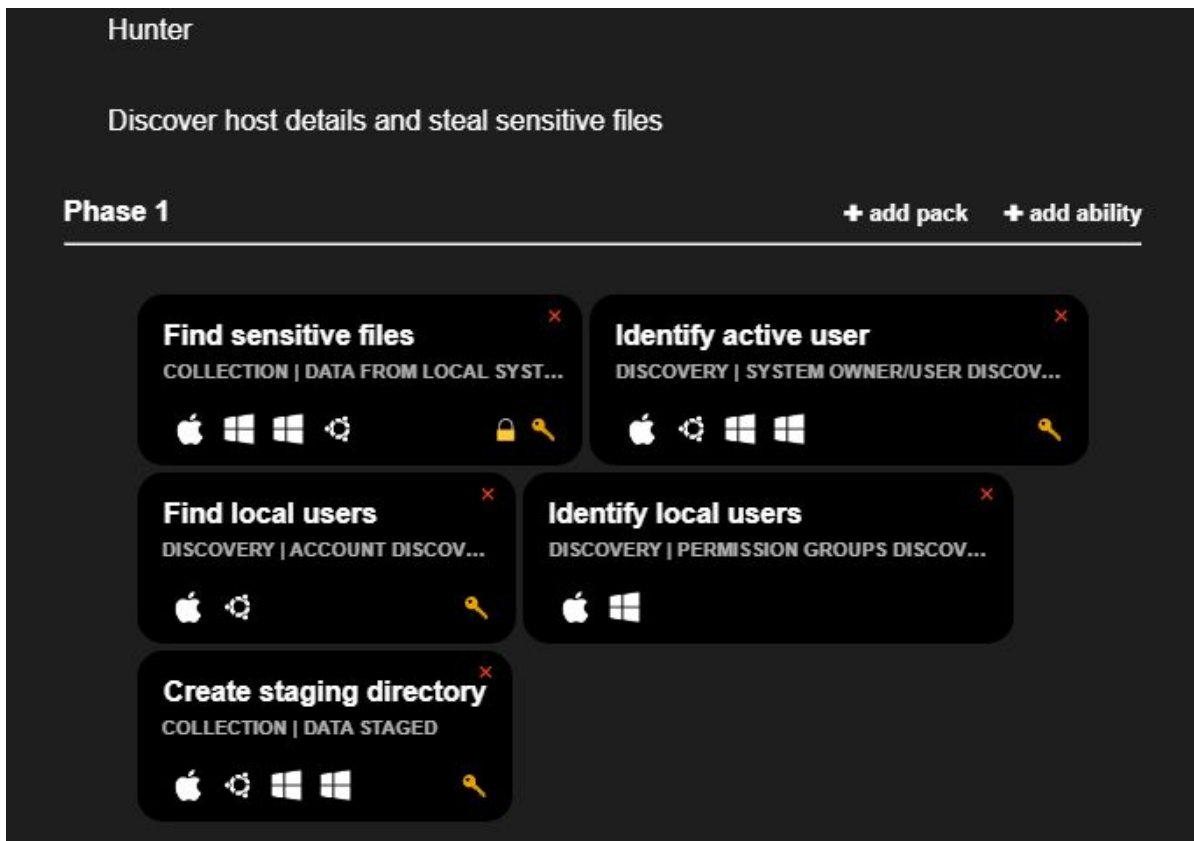 Hunter
Discover host details and steal sensitive files
Phase 1
+ add pack + add ability
Find sensitive files
COLLECTION | DATA FROM LOCAL SYST...
Identify active user
DISCOVERY | SYSTEM OWNER/USER DISCOV...
Find local users
DISCOVERY | ACCOUNT DISCOV...
Identify local users
DISCOVERY | PERMISSION GROUPS DISCOV...
Create staging directory
COLLECTION | DATA STAGED